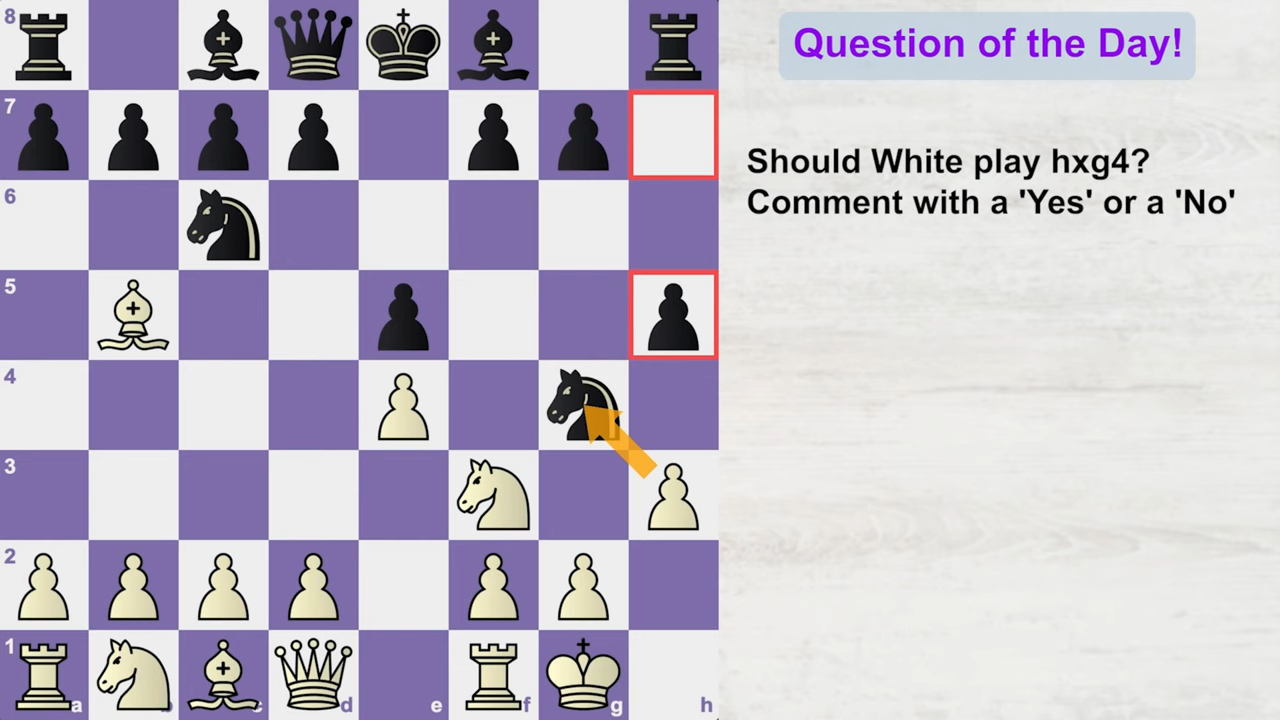 Question of the Day!
Should White play hxg4?
Comment with a 'Yes' or a 'No'
8
7
6
5
4
3
2
1
a b c d e f g h